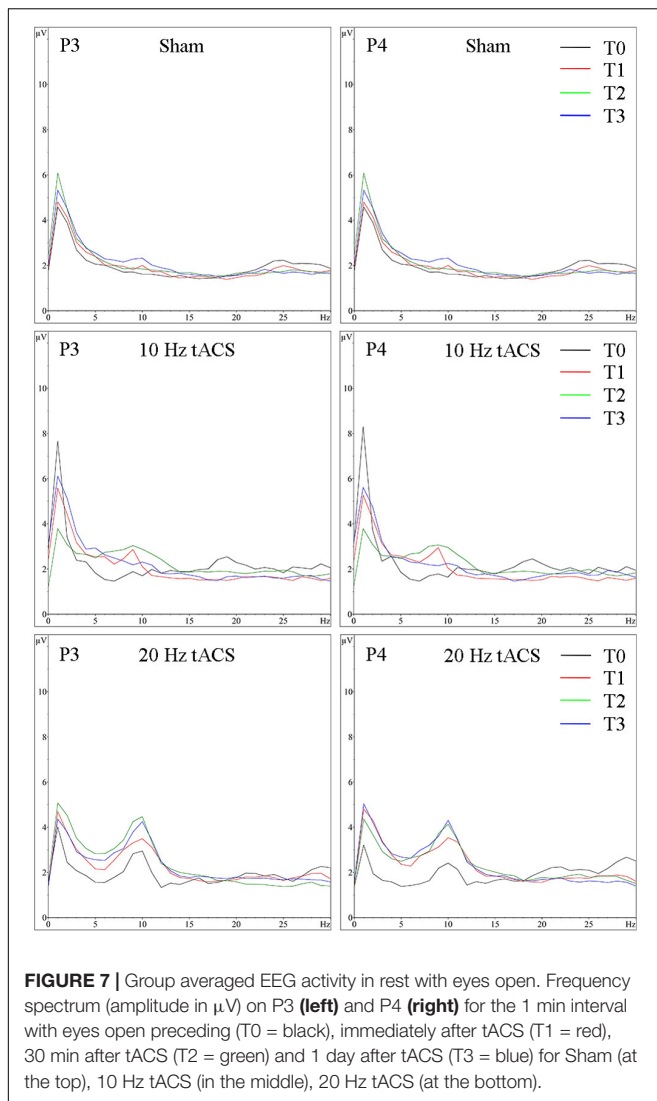 µV P3 Sham
12
10
8
6
4
2
0
0 5 10 15 20 25 Hz
µV P4 Sham
T0
T1
T2
T3
12
10
8
6
4
2
0
0 5 10 15 20 25 Hz
µV P3 10 Hz tACS
12
10
8
6
4
2
0
0 5 10 15 20 25 Hz
µV P4 10 Hz tACS
T0
T1
T2
T3
12
10
8
6
4
2
0
0 5 10 15 20 25 Hz
µV P3 20 Hz tACS
12
10
8
6
4
2
0
0 5 10 15 20 25 Hz
µV P4 20 Hz tACS
T0
T1
T2
T3
12
10
8
6
4
2
0
0 5 10 15 20 25 Hz
FIGURE 7 | Group averaged EEG activity in rest with eyes open. Frequency
spectrum (amplitude in µV) on P3 (left) and P4 (right) for the 1 min interval
with eyes open preceding (T0 = black), immediately after tACS (T1 = red),
30 min after tACS (T2 = green) and 1 day after tACS (T3 = blue) for Sham (at
the top), 10 Hz tACS (in the middle), 20 Hz tACS (at the bottom).